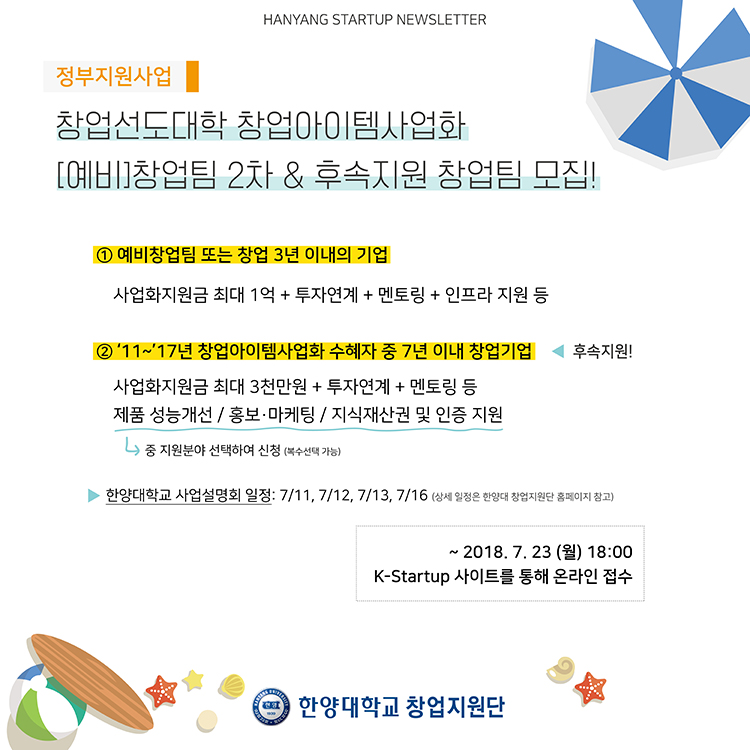 HANYANG STARTUP NEWSLETTER
정부지원사업
창업선도대학 창업아이템사업화
[예비]창업팀 2차 & 후속지원 창업팀 모집!
① 예비창업팀 또는 창업 3년 이내의 기업
사업화지원금 최대 1억 + 투자연계 + 멘토링 + 인프라 지원 등
② ‘11~’17년 창업아이템사업화 수혜자 중 7년 이내 창업기업 ◀ 후속지원!
사업화지원금 최대 3천만원 + 투자연계 + 멘토링 등
제품 성능개선 / 홍보·마케팅 / 지식재산권 및 인증 지원
중 지원분야 선택하여 신청 (복수선택 가능)
▶ 한양대학교 사업설명회 일정: 7/11, 7/12, 7/13, 7/16 (상세 일정은 한양대 창업지원단 홈페이지 참고)
~ 2018. 7. 23 (월) 18:00
K-Startup 사이트를 통해 온라인 접수
한양대학교 창업지원단